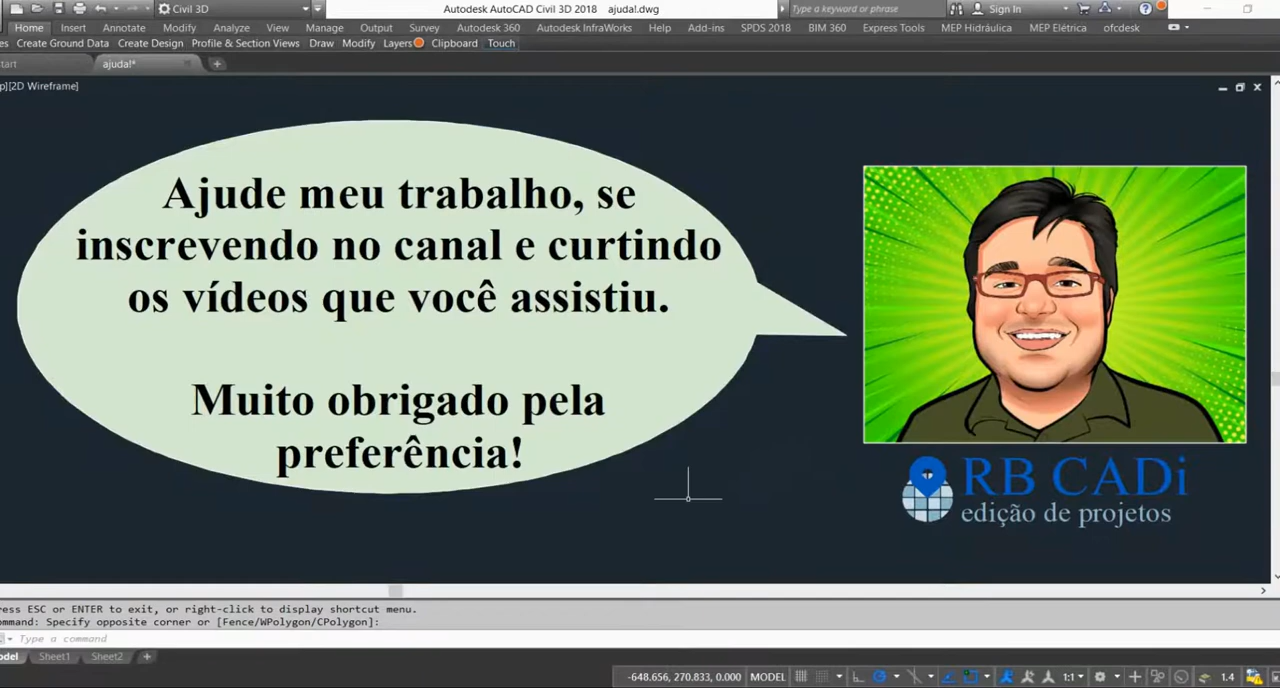 Civil 3D
Autodesk AutoCAD Civil 3D 2018 ajuda!.dwg
Type a keyword or phrase
Sign In
Home Insert Annotate Modify Analyze View Manage Output Survey Autodesk 360 Autodesk InfraWorks Help Add-ins SPDS 2018 BIM 360 Express Tools MEP Hidráulica MEP Elétrica ofcdesk
Create Ground Data Create Design Profile & Section Views Draw Modify Layers Clipboard Touch
tart ajuda!*
p][2D Wireframe]
Ajude meu trabalho, se
inscrevendo no canal e curtindo
os vídeos que você assistiu.
Muito obrigado pela
preferência!
RB CADi
edição de projetos
ress ESC or ENTER to exit, or right-click to display shortcut menu.
ommand: Specify opposite corner or [Fence/WPolygon/CPolygon]:
Type a command
odel Sheet1 Sheet2
-648.656, 270.833, 0.000 MODEL 1:1 1.4